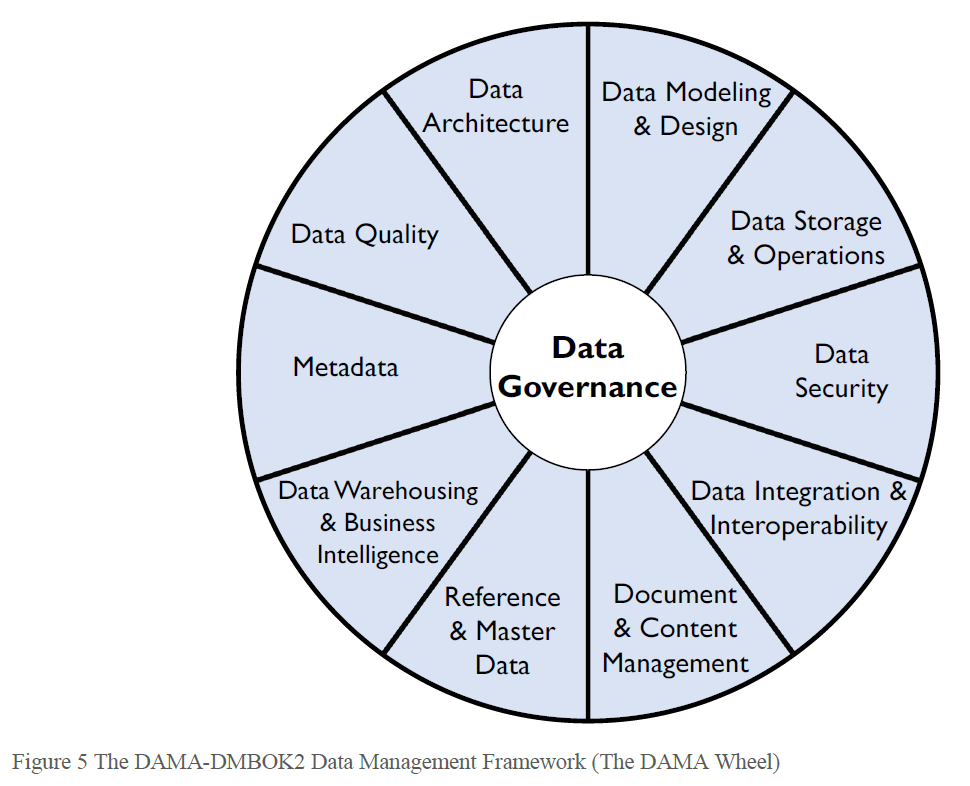 Data
Architecture
Data Modeling
& Design
Data Storage
& Operations
Data
Security
Data Integration &
Interoperability
Document
& Content
Management
Reference
& Master
Data
Data Warehousing
& Business
Intelligence
Metadata
Data Quality
Data
Governance
Figure 5 The DAMA-DMBOK2 Data Management Framework (The DAMA Wheel)